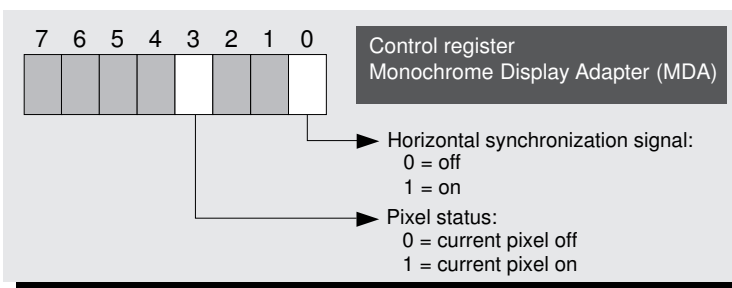 7 6 5 4 3 2 1 0
Control register
Monochrome Display Adapter (MDA)
Horizontal synchronization signal:
0 = off
1 = on
Pixel status:
0 = current pixel off
1 = current pixel on